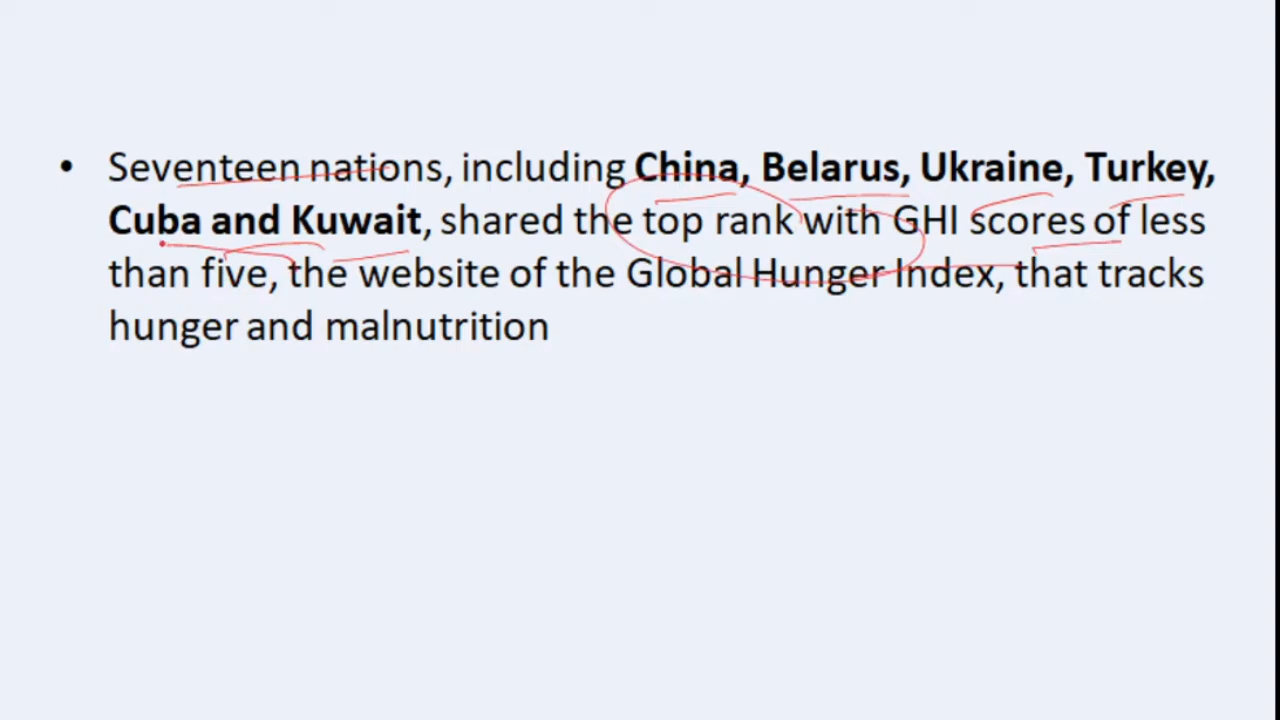 • Seventeen nations, including China, Belarus, Ukraine, Turkey,
Cuba and Kuwait, shared the top rank with GHI scores of less
than five, the website of the Global Hunger Index, that tracks
hunger and malnutrition